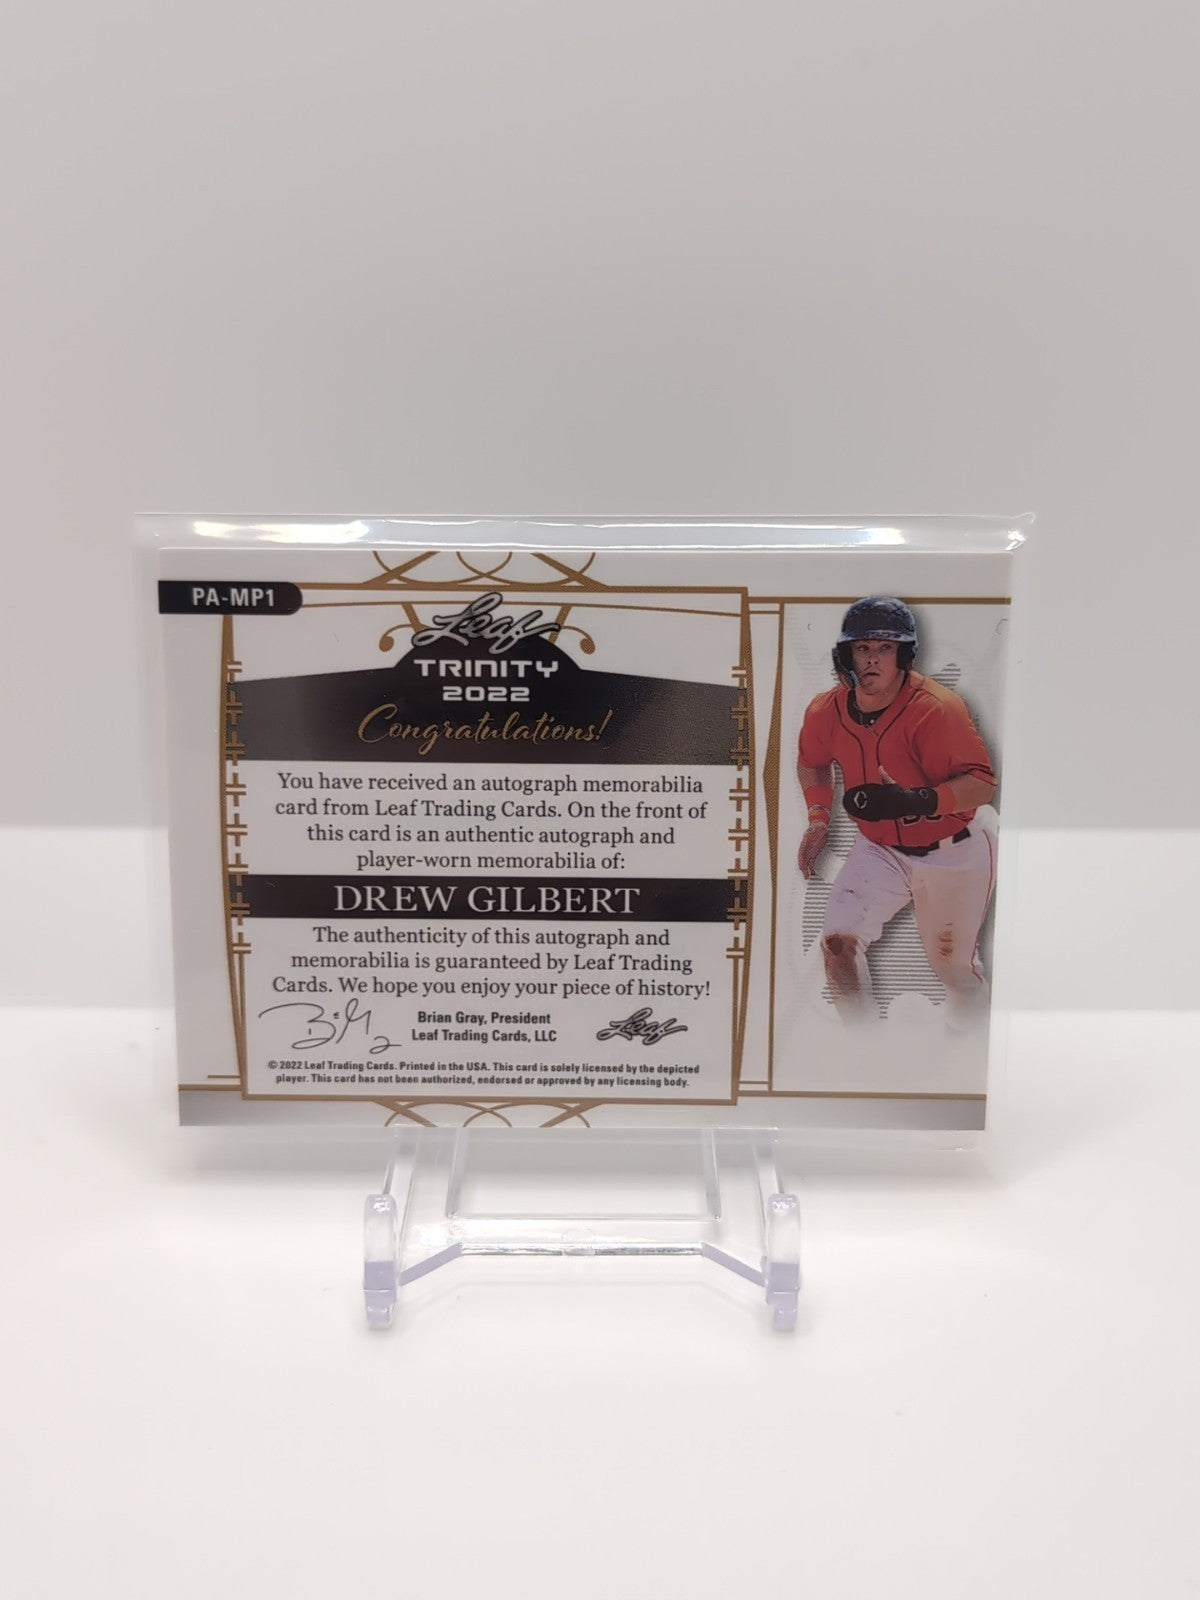 PA-MP1
Leaf
TRINITY
2022
Congratulations!
You have received an autograph memorabilia
card from Leaf Trading Cards. On the front of
this card is an authentic autograph and
player-worn memorabilia of:
DREW GILBERT
The authenticity of this autograph and
memorabilia is guaranteed by Leaf Trading
Cards. We hope you enjoy your piece of history!
Brian Gray, President
Leaf Trading Cards, LLC
Leaf
© 2022 Leaf Trading Cards. Printed in the USA. This card is solely licensed by the depicted
player. This card has not been authorized, endorsed or approved by any licensing body.